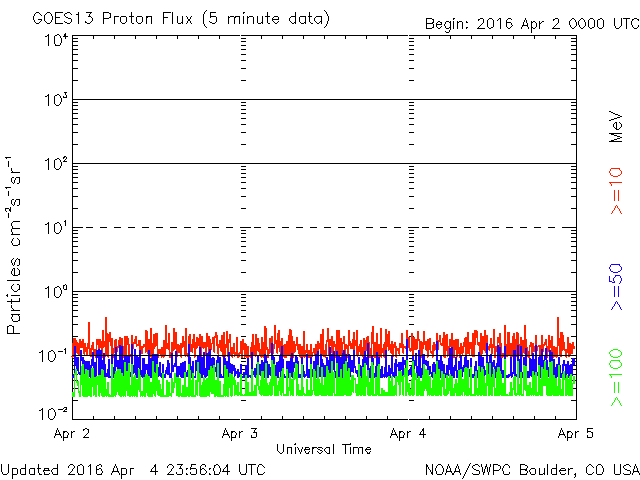 GOES13 Proton Flux (5 minute data)
Begin: 2016 Apr 2 0000 UTC
Particles cm⁻²s⁻¹sr⁻¹
10⁴
10³
10²
10¹
10⁰
10⁻¹
10⁻²
MeV
>=10
>=50
>=100
Apr 2
Apr 3
Apr 4
Apr 5
Universal Time
Updated 2016 Apr 4 23:56:04 UTC
NOAA/SWPC Boulder, CO USA